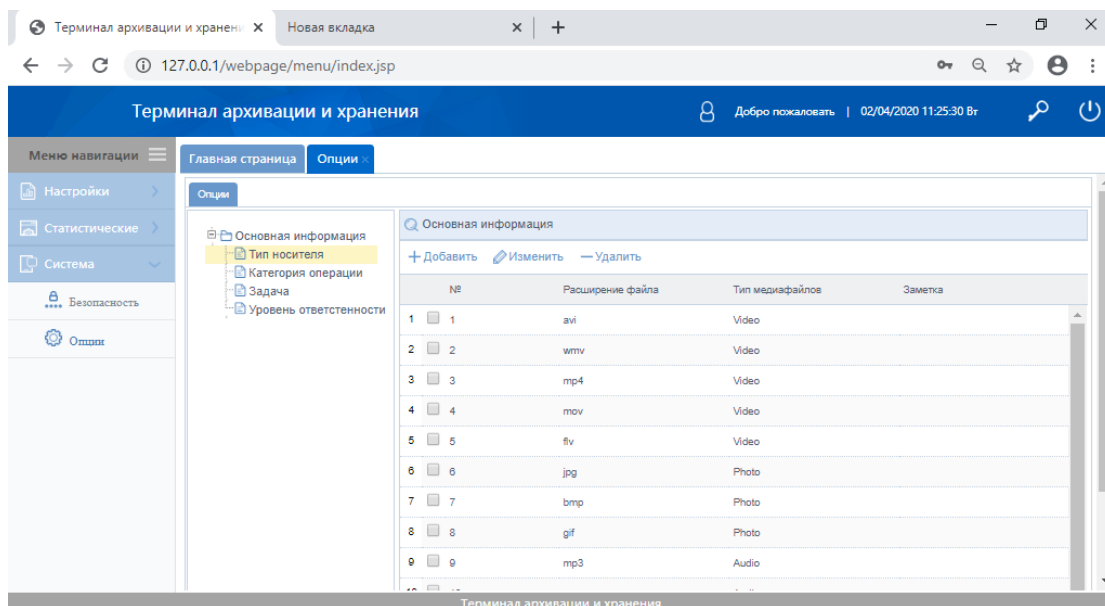 Терминал архивации и хранени
Новая вкладка
127.0.0.1/webpage/menu/index.jsp
Терминал архивации и хранения
Добро пожаловать | 02/04/2020 11:25:30 Вт
Меню навигации
Главная страница
Опции
Настройки
Статистические
Система
Безопасность
Опции
Опции
Основная информация
Тип носителя
Категория операции
Задача
Уровень ответстенности
Основная информация
Добавить Изменить Удалить
№ Расширение файла Тип медиафайлов Заметка
1 1 avi Video
2 2 wmv Video
3 3 mp4 Video
4 4 mov Video
5 5 flv Video
6 6 jpg Photo
7 7 bmp Photo
8 8 gif Photo
9 9 mp3 Audio
Терминал архивации и хранения